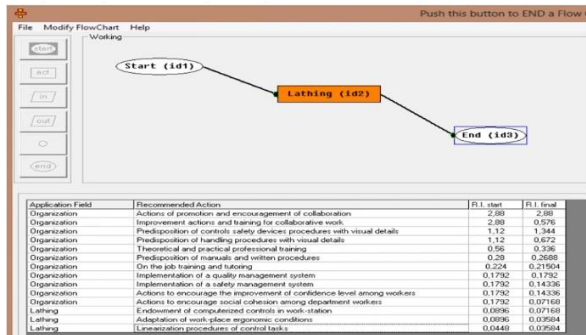 Push this button to END a Flow
File Modify FlowChart Help
Working
start
act
in
out
end
Start (id1)
Lathing (id2)
End (id3)
Application Field Recommended Action R.I. start R.I. final
Organization Actions of promotion and encouragement of collaboration 2,88 2,88
Organization Improvement actions and training for collaborative work 2,88 0,576
Organization Predisposition of controls safety devices procedures with visual details 1,12 1,344
Organization Predisposition of handling procedures with visual details 1,12 0,672
Organization Theoretical and practical professional training 0,56 0,336
Organization Predisposition of manuals and written procedures 0,28 0,2688
Organization On the job training and tutoring 0,224 0,21504
Organization Implementation of a quality management system 0,1792 0,1792
Organization Implementation of a safety management system 0,1792 0,14336
Organization Actions to encourage the improvement of confidence level among workers 0,1792 0,14336
Organization Actions to encourage social cohesion among department workers 0,1792 0,07168
Lathing Endowment of computerized controls in work-station 0,0896 0,07168
Lathing Adaptation of work place ergonomic conditions 0,0896 0,03584
Lathing Linearization procedures of control tasks 0,0448 0,03584